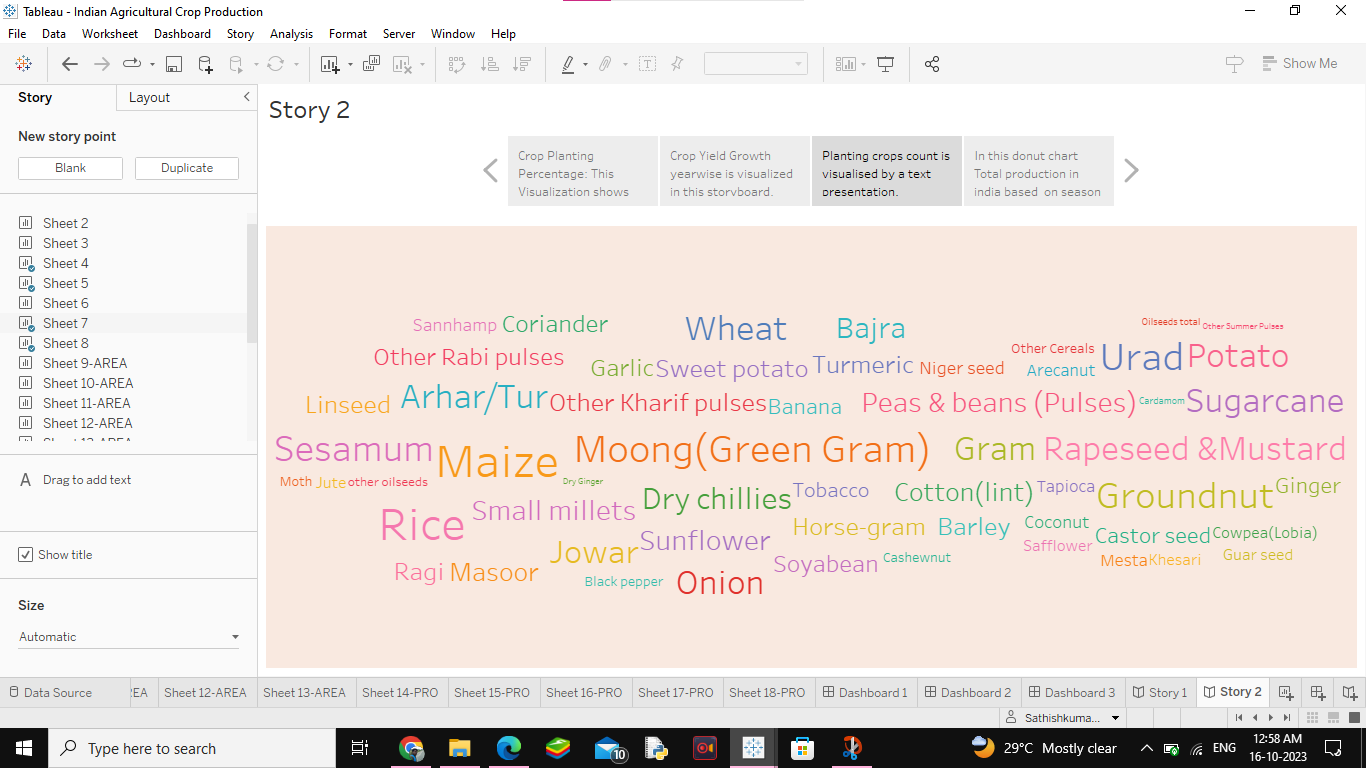 Tableau - Indian Agricultural Crop Production
File Data Worksheet Dashboard Story Analysis Format Server Window Help
Show Me
Story Layout
New story point
Blank Duplicate
Sheet 2
Sheet 3
Sheet 4
Sheet 5
Sheet 6
Sheet 7
Sheet 8
Sheet 9-AREA
Sheet 10-AREA
Sheet 11-AREA
Sheet 12-AREA
Sheet 13-AREA
A Drag to add text
Show title
Size
Automatic
Story 2
Crop Planting
Percentage: This
Visualization shows
Crop Yield Growth
yearwise is visualized
in this storyboard.
Planting crops count is
visualised by a text
presentation.
In this donut chart
Total production in
india based on season
Sannhamp Coriander Wheat Bajra Oilseeds total Other Summer Pulses
Other Rabi pulses Garlic Sweet potato Turmeric Niger seed Other Cereals Arecanut Urad Potato
Linseed Arhar/Tur Other Kharif pulses Banana Peas & beans (Pulses) Cardamom Sugarcane
Sesamum Maize Moong(Green Gram) Gram Rapeseed &Mustard
Moth Jute other oilseeds Dry Ginger Dry chillies Tobacco Cotton(lint) Tapioca Groundnut Ginger
Rice Small millets Sunflower Horse-gram Barley Coconut Castor seed Cowpea(Lobia)
Jowar Soyabean Cashewnut Safflower Mesta Khesari Guar seed
Ragi Masoor Black pepper Onion
Data Source EA Sheet 12-AREA Sheet 13-AREA Sheet 14-PRO Sheet 15-PRO Sheet 16-PRO Sheet 17-PRO Sheet 18-PRO Dashboard 1 Dashboard 2 Dashboard 3 Story 1 Story 2
Sathishkuma...
Type here to search
10
29°C Mostly clear
ENG
12:58 AM
16-10-2023